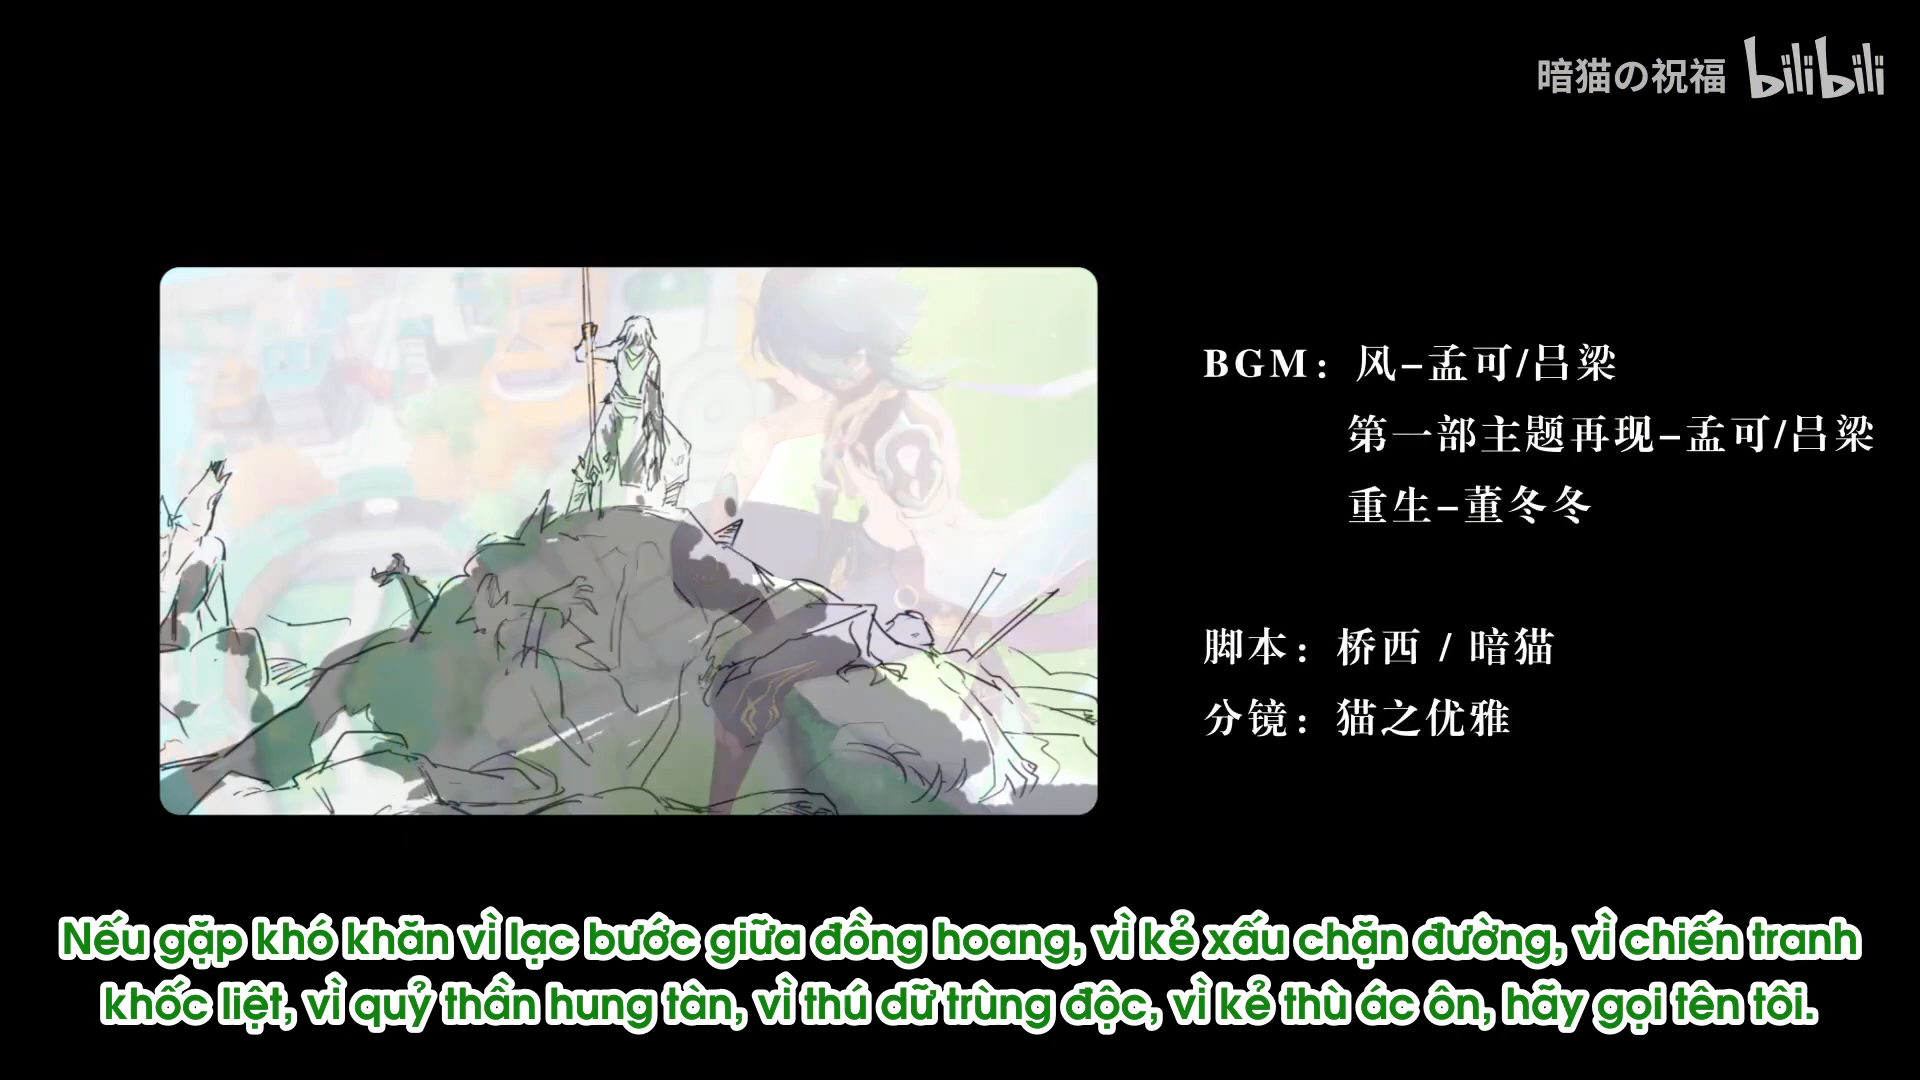 暗猫の祝福 bilibili
BGM：风–孟可/吕梁
第一部主题再现–孟可/吕梁
重生–董冬冬
脚本：桥西 / 暗猫
分镜：猫之优雅
Nếu gặp khó khăn vì lạc bước giữa đồng hoang, vì kẻ xấu chặn đường, vì chiến tranh
khốc liệt, vì quỷ thần hung tàn, vì thú dữ trùng độc, vì kẻ thù ác ôn, hãy gọi tên tôi.